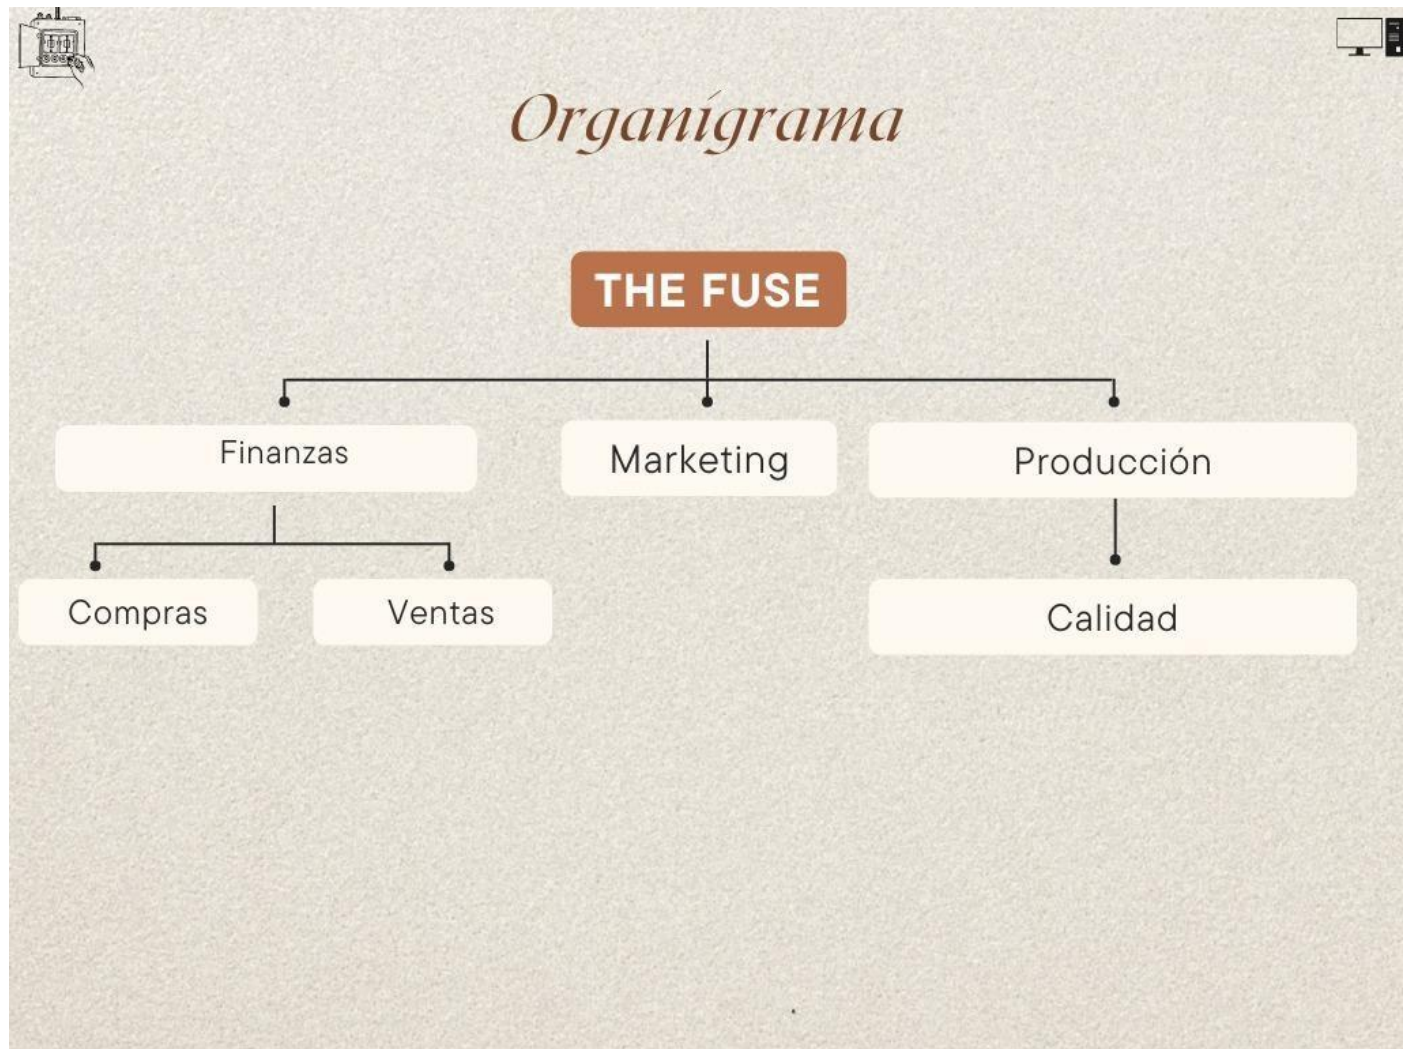 Organigrama
THE FUSE
Finanzas
Marketing
Producción
Compras
Ventas
Calidad